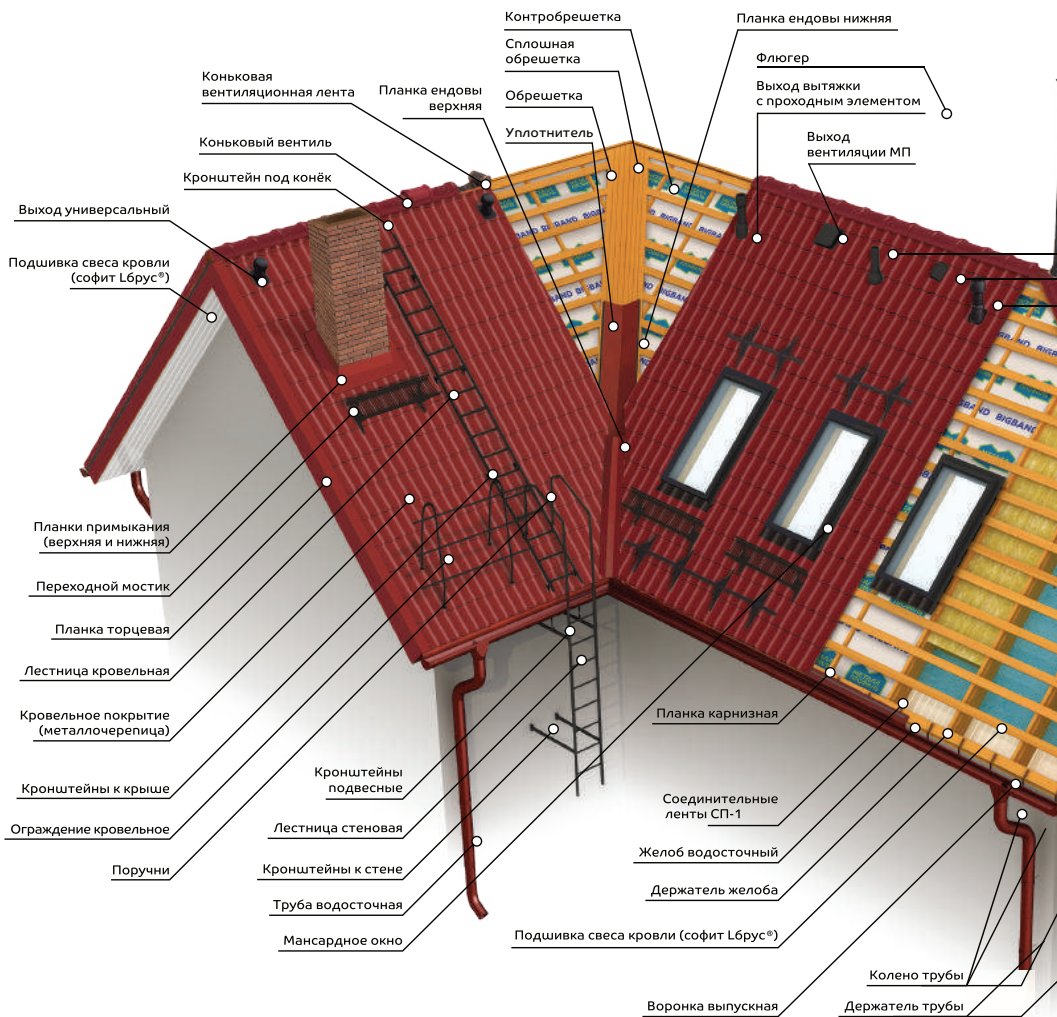 Контробрешетка
Планка ендовы нижняя
Сплошная
обрешетка
Флюгер
Коньковая
вентиляционная лента
Планка ендовы
верхняя
Обрешетка
Выход вытяжки
с проходным элементом
Уплотнитель
Выход
вентиляции МП
Коньковый вентиль
Кронштейн под конёк
Выход универсальный
Подшивка свеса кровли
(софит Lбрус®)
BIGBAND BIGBAND
Планки примыкания
(верхняя и нижняя)
Переходной мостик
Планка торцевая
Лестница кровельная
Кровельное покрытие
(металлочерепица)
Кронштейны к крыше
Ограждение кровельное
Поручни
Кронштейны
подвесные
Лестница стеновая
Кронштейны к стене
Труба водосточная
Мансардное окно
Планка карнизная
Соединительные
ленты СП-1
Желоб водосточный
Держатель желоба
Подшивка свеса кровли (софит Lбрус®)
Колено трубы
Воронка выпускная
Держатель трубы